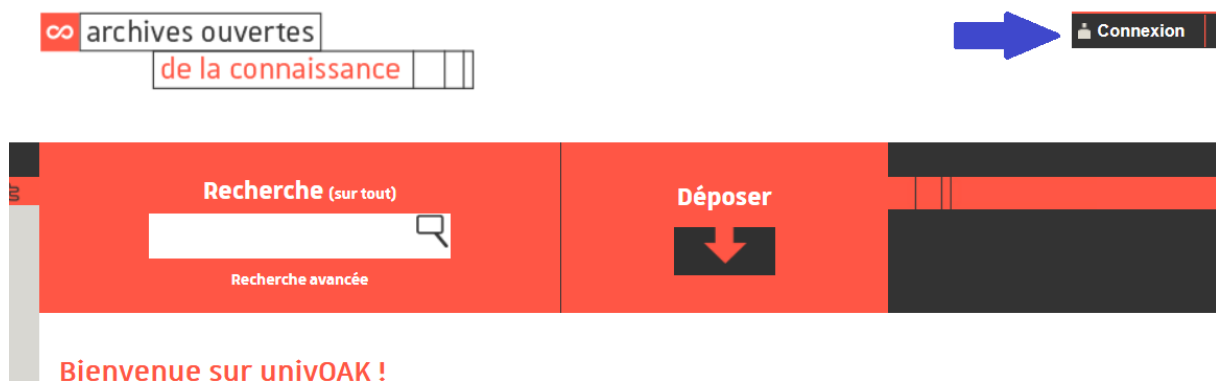 archives ouvertes
de la connaissance
Connexion
Recherche (sur tout)
Recherche avancée
Déposer
Bienvenue sur univOAK !